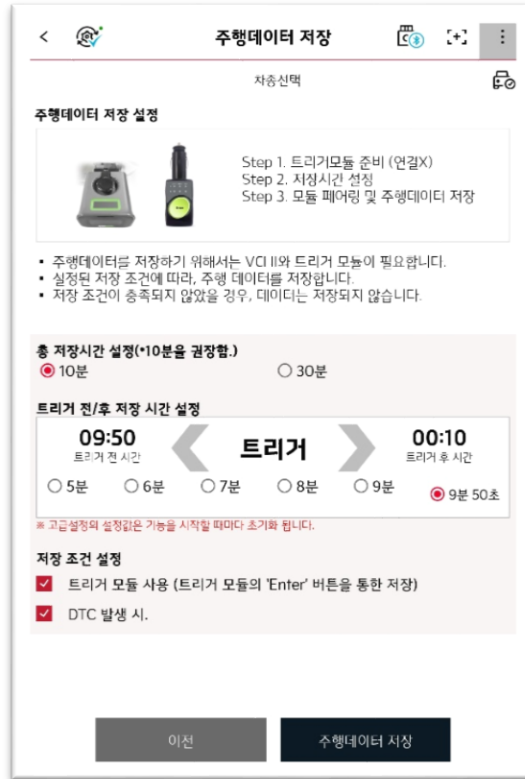 주행데이터 저장
차종선택
주행데이터 저장 설정
Step 1. 트리거모듈 준비 (연결X)
Step 2. 저장시간 설정
Step 3. 모듈 페어링 및 주행데이터 저장
▪ 주행데이터를 저장하기 위해서는 VCI II와 트리거 모듈이 필요합니다.
▪ 설정된 저장 조건에 따라, 주행 데이터를 저장합니다.
▪ 저장 조건이 충족되지 않았을 경우, 데이터는 저장되지 않습니다.
총 저장시간 설정(*10분을 권장함.)
10분 30분
트리거 전/후 저장 시간 설정
09:50 트리거 00:10
트리거 전 시간 트리거 후 시간
5분 6분 7분 8분 9분 9분 50초
※ 고급설정의 설정값은 기능을 시작할 때마다 초기화 됩니다.
저장 조건 설정
트리거 모듈 사용 (트리거 모듈의 'Enter' 버튼을 통한 저장)
DTC 발생 시.
이전 주행데이터 저장